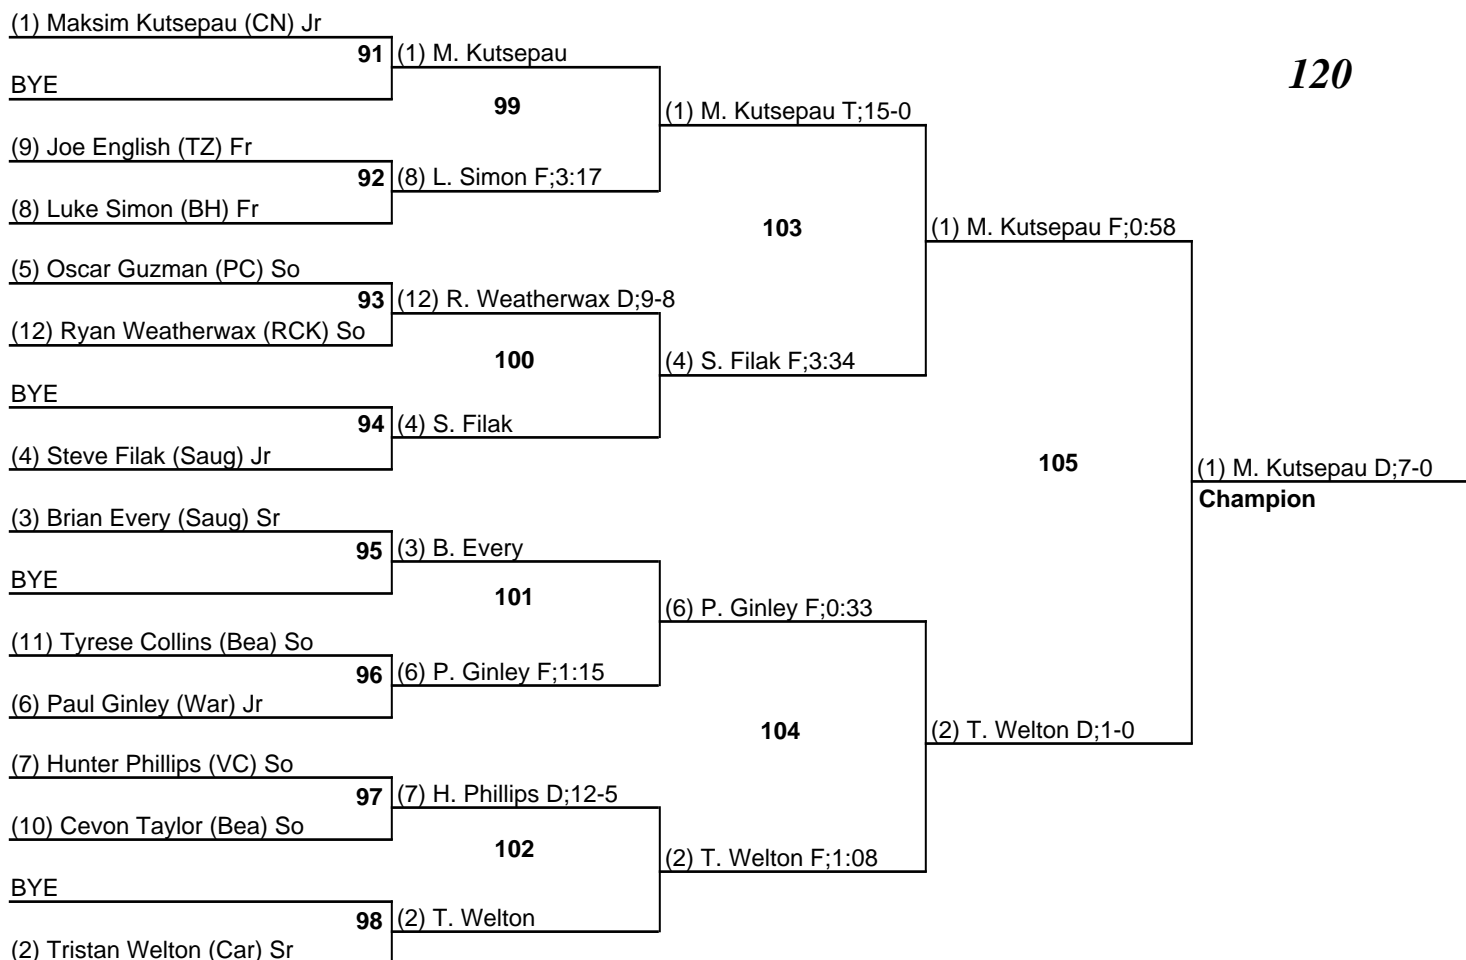 (1) Maksim Kutsepau (CN) Jr
91
(1) M. Kutsepau
120
BYE
99
(1) M. Kutsepau T;15-0
(9) Joe English (TZ) Fr
92
(8) L. Simon F;3:17
(8) Luke Simon (BH) Fr
103
(1) M. Kutsepau F;0:58
(5) Oscar Guzman (PC) So
93
(12) R. Weatherwax D;9-8
(12) Ryan Weatherwax (RCK) So
100
(4) S. Filak F;3:34
BYE
94
(4) S. Filak
(4) Steve Filak (Saug) Jr
105
(1) M. Kutsepau D;7-0
Champion
(3) Brian Every (Saug) Sr
95
(3) B. Every
BYE
101
(6) P. Ginley F;0:33
(11) Tyrese Collins (Bea) So
96
(6) P. Ginley F;1:15
(6) Paul Ginley (War) Jr
104
(2) T. Welton D;1-0
(7) Hunter Phillips (VC) So
97
(7) H. Phillips D;12-5
(10) Cevon Taylor (Bea) So
102
(2) T. Welton F;1:08
BYE
98
(2) T. Welton
(2) Tristan Welton (Car) Sr